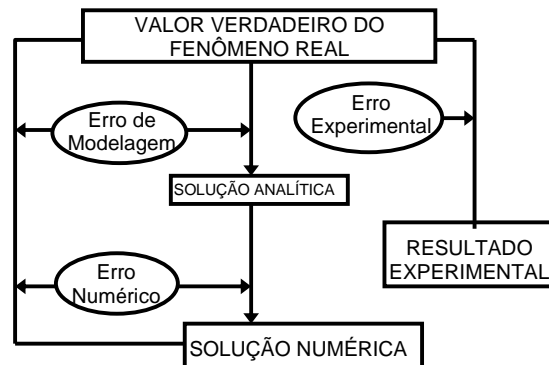 VALOR VERDADEIRO DO
FENÔMENO REAL
Erro de
Modelagem
Erro
Experimental
SOLUÇÃO ANALÍTICA
RESULTADO
EXPERIMENTAL
Erro
Numérico
SOLUÇÃO NUMÉRICA